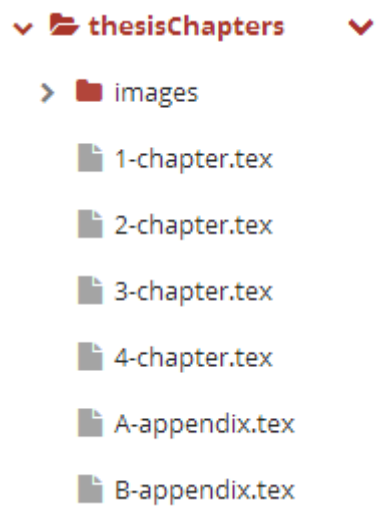 thesisChapters
images
1-chapter.tex
2-chapter.tex
3-chapter.tex
4-chapter.tex
A-appendix.tex
B-appendix.tex